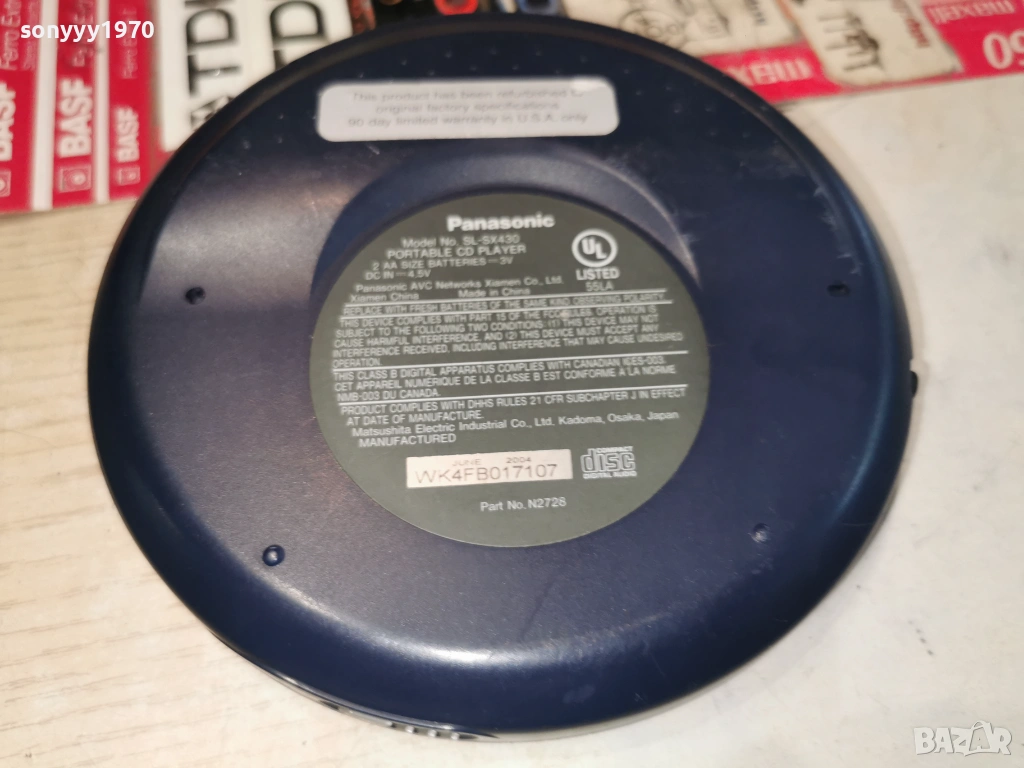 sonyyy1970
BASF
BASF
BASF
TDK
TD
maxell
maxell
This product has been refurbished to
original factory specifications
90 day limited warranty in U.S.A. only
Panasonic
Model No. SL-SX430
PORTABLE CD PLAYER
2 AA SIZE BATTERIES 3V
DC IN 4.5V
Panasonic AVC Networks Xiamen Co., Ltd.
Xiamen China Made in China
UL
LISTED
55LA
REPLACE WITH FRESH BATTERIES OF THE SAME KIND OBSERVING POLARITY.
THIS DEVICE COMPLIES WITH PART 15 OF THE FCC RULES. OPERATION IS
SUBJECT TO THE FOLLOWING TWO CONDITIONS: (1) THIS DEVICE MAY NOT
CAUSE HARMFUL INTERFERENCE, AND (2) THIS DEVICE MUST ACCEPT ANY
INTERFERENCE RECEIVED, INCLUDING INTERFERENCE THAT MAY CAUSE UNDESIRED
OPERATION.
THIS CLASS B DIGITAL APPARATUS COMPLIES WITH CANADIAN ICES-003.
CET APPAREIL NUMÉRIQUE DE LA CLASSE B EST CONFORME À LA NORME
NMB-003 DU CANADA.
PRODUCT COMPLIES WITH DHHS RULES 21 CFR SUBCHAPTER J IN EFFECT
AT DATE OF MANUFACTURE.
Matsushita Electric Industrial Co., Ltd. Kadoma, Osaka, Japan
MANUFACTURED
JUNE 2004
WK4FB017107
COMPACT
disc
DIGITAL AUDIO
Part No. N2728
BAZAR